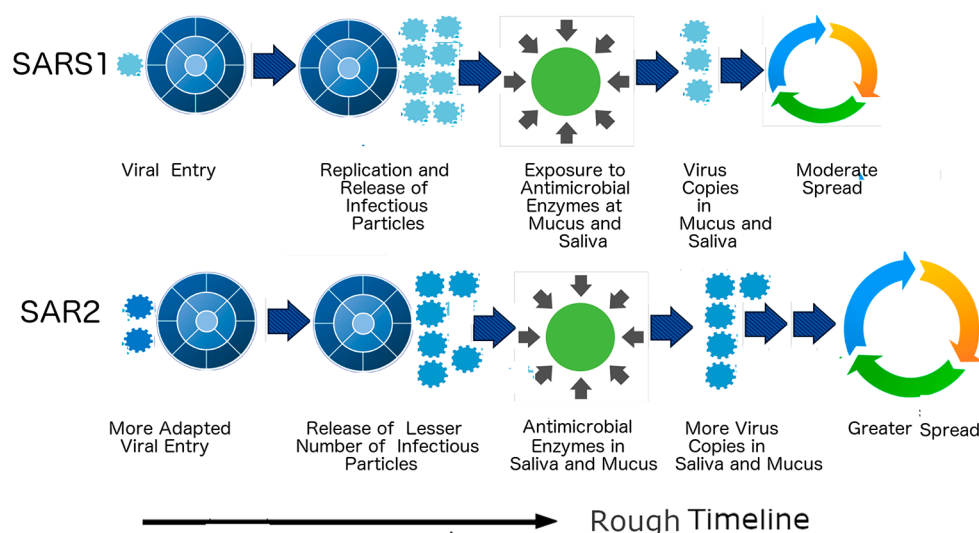 SARS1
Viral Entry
Replication and
Release of
Infectious
Particles
Exposure to
Antimicrobial
Enzymes at
Mucus and
Saliva
Virus
Copies
in
Mucus and
Saliva
Moderate
Spread
SAR2
More Adapted
Viral Entry
Release of Lesser
Number of Infectious
Particles
Antimicrobial
Enzymes in
Saliva and Mucus
More Virus
Copies in
Saliva and Mucus
Greater Spread
Rough Timeline